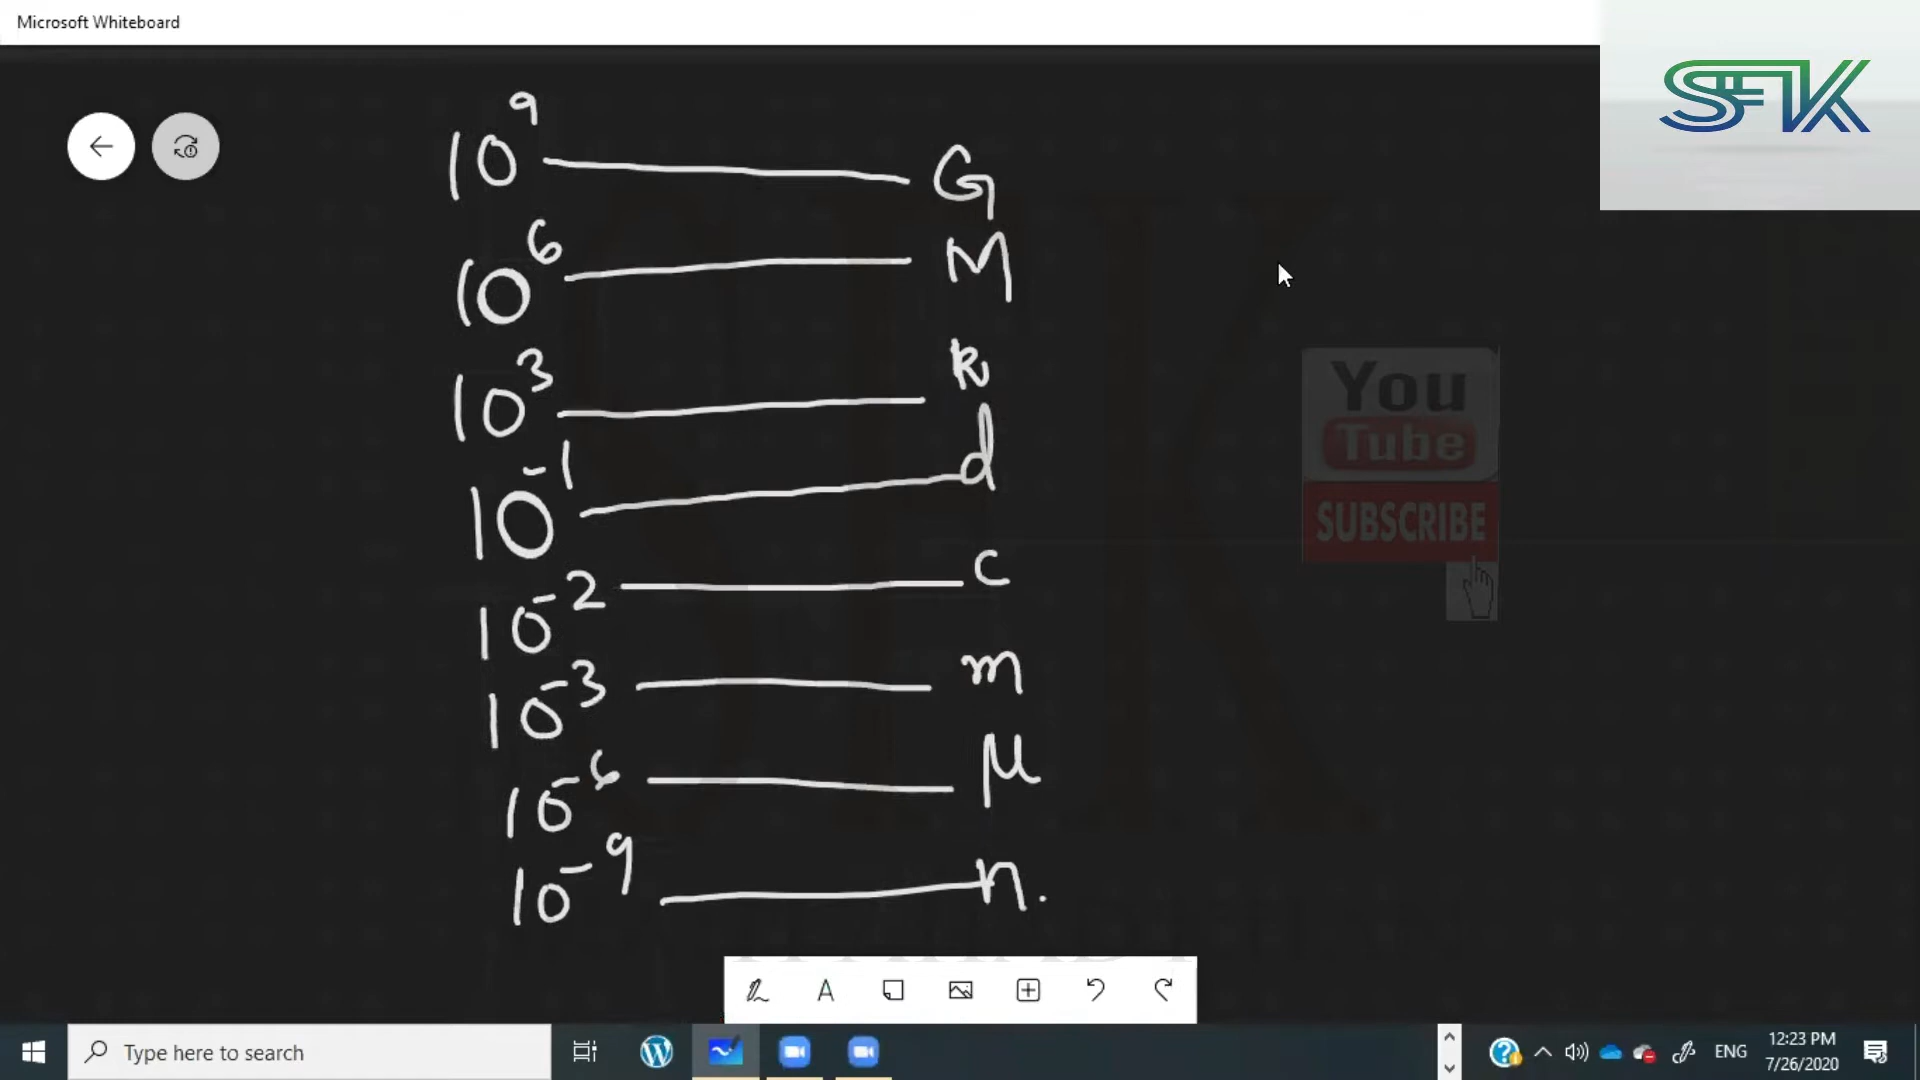 Microsoft Whiteboard
SFK
10⁹ — G
10⁶ — M
10³ — k
10⁻¹ — d
10⁻² — c
10⁻³ — m
10⁻⁶ — μ
10⁻⁹ — n.
You
Tube
SUBSCRIBE
A
Type here to search
ENG
12:23 PM
7/26/2020